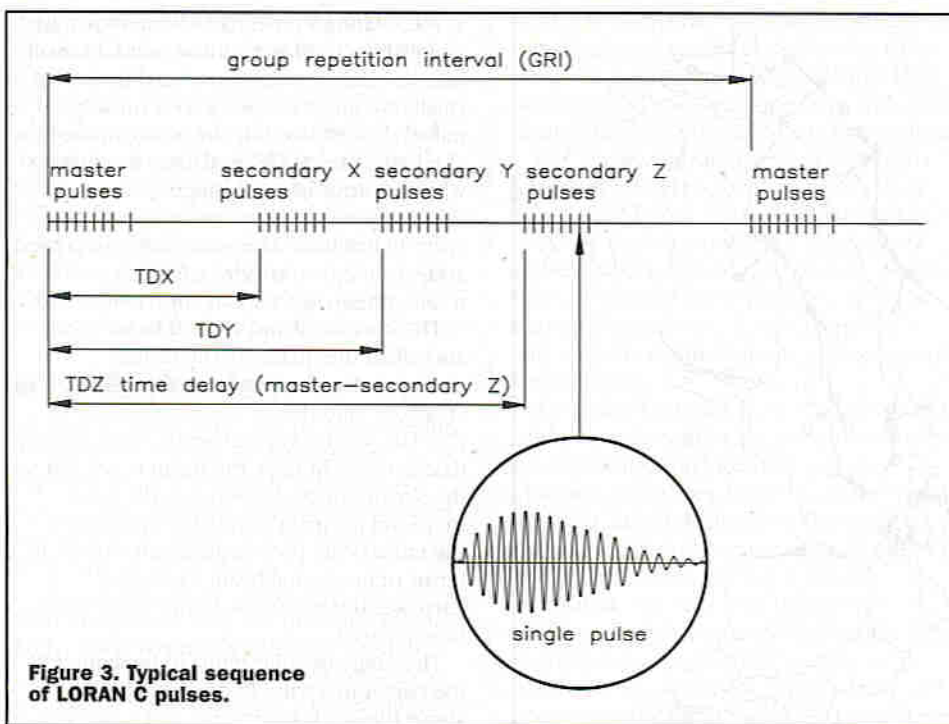 group repetition interval (GRI)
master secondary X secondary Y secondary Z master
pulses pulses pulses pulses pulses
TDX
TDY
TDZ time delay (master–secondary Z)
single pulse
Figure 3. Typical sequence
of LORAN C pulses.